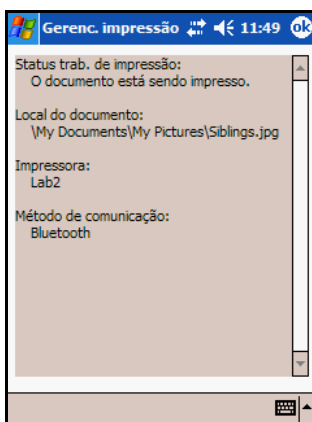 Gerenc. impressão 11:49 ok
Status trab. de impressão:
O documento está sendo impresso.
Local do documento:
\My Documents\My Pictures\Siblings.jpg
Impressora:
Lab2
Método de comunicação:
Bluetooth